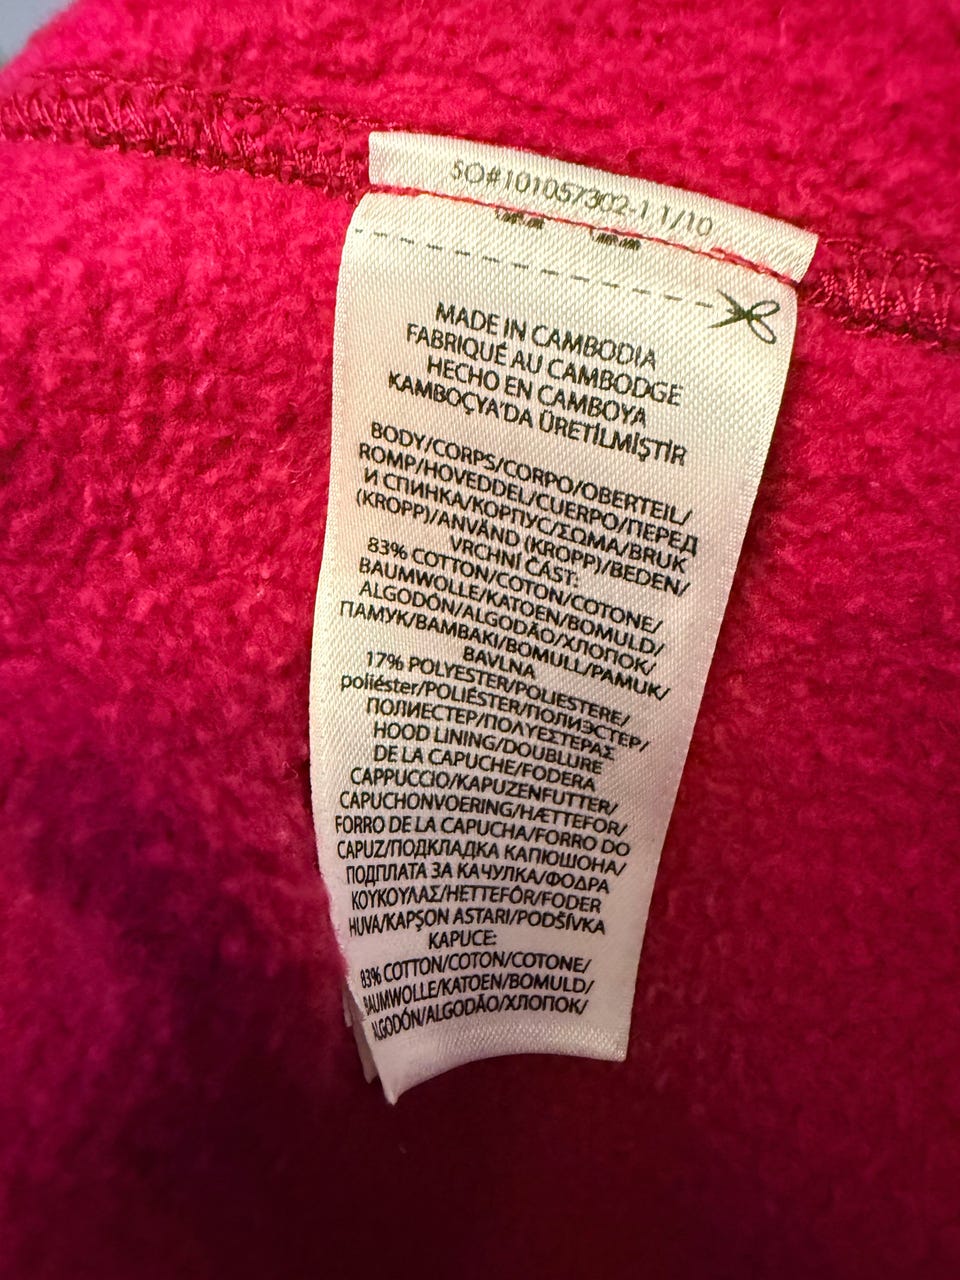 SO#101057302-1 1/10
MADE IN CAMBODIA
FABRIQUÉ AU CAMBODGE
HECHO EN CAMBOYA
KAMBOÇYA'DA ÜRETİLMİŞTİR
BODY/CORPS/CORPO/OBERTEIL/
ROMP/HOVEDDEL/CUERPO/ПЕРЕД
И СПИНКА/КОРПУС/ΣΩΜΑ/BRUK
(KROPP)/ANVÄND (KROPP)/BEDEN/
VRCHNÍ ČÁST:
83% COTTON/COTON/COTONE/
BAUMWOLLE/KATOEN/BOMULD/
ALGODÓN/ALGODÃO/ХЛОПОК/
ПАМУК/ΒΑΜΒΑΚΙ/BOMULL/PAMUK/
BAVLNA
17% POLYESTER/POLIESTERE/
poliéster/POLIÉSTER/ПОЛИЭСТЕР/
ПОЛИЕСТЕР/ΠΟΛΥΕΣΤΕΡΑΣ
HOOD LINING/DOUBLURE
DE LA CAPUCHE/FODERA
CAPPUCCIO/KAPUZENFUTTER/
CAPUCHONVOERING/HÆTTEFOR/
FORRO DE LA CAPUCHA/FORRO DO
CAPUZ/ПОДКЛАДКА КАПЮШОНА/
ПОДПЛАТА ЗА КАЧУЛКА/ΦΟΔΡΑ
ΚΟΥΚΟΥΛΑΣ/HETTEFÔR/FODER
HUVA/KAPŞON ASTARI/PODŠÍVKA
KAPUCE:
83% COTTON/COTON/COTONE/
BAUMWOLLE/KATOEN/BOMULD/
ALGODÓN/ALGODÃO/ХЛОПОК/